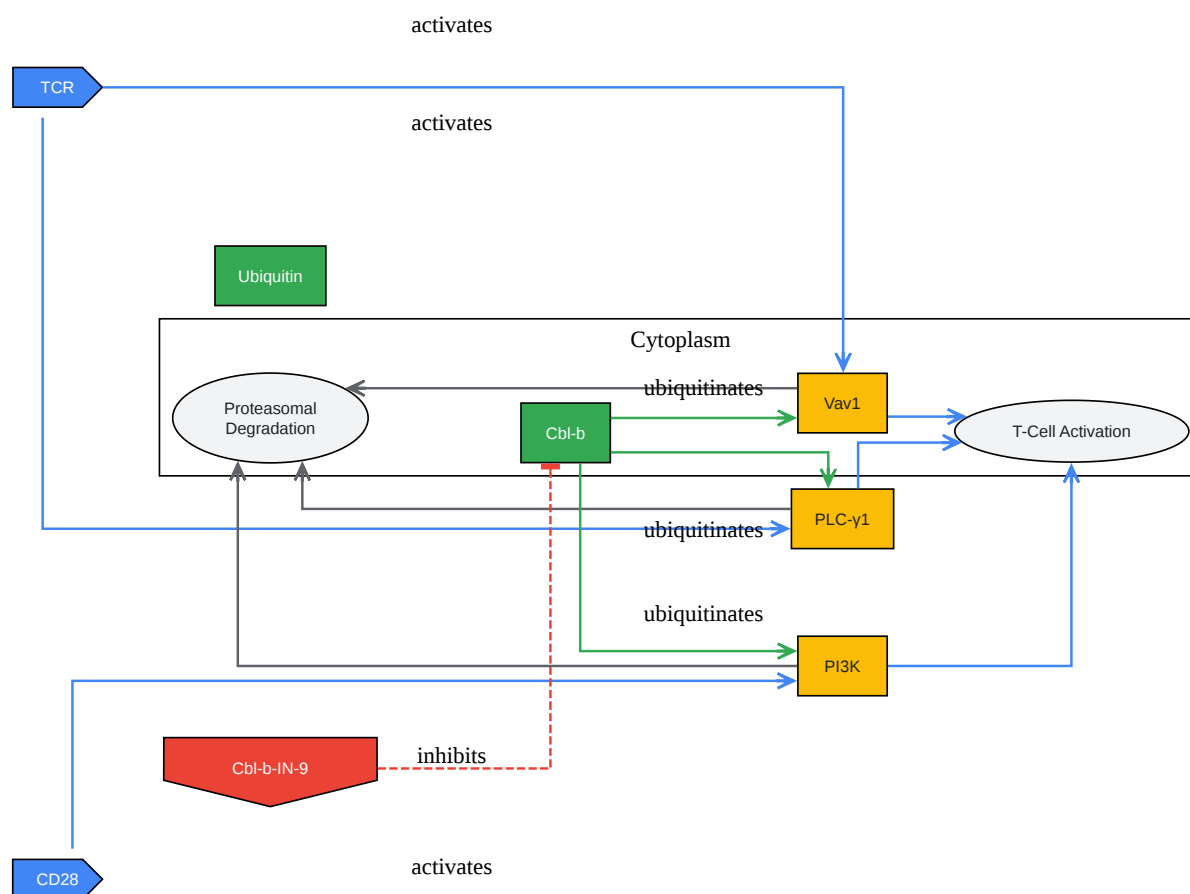 activates
TCR
activates
Ubiquitin
Cytoplasm
ubiquitinates
Proteasomal
Degradation
Cbl-b
Vav1
T-Cell Activation
PLC-γ1
ubiquitinates
ubiquitinates
PI3K
inhibits
Cbl-b-IN-9
activates
CD28